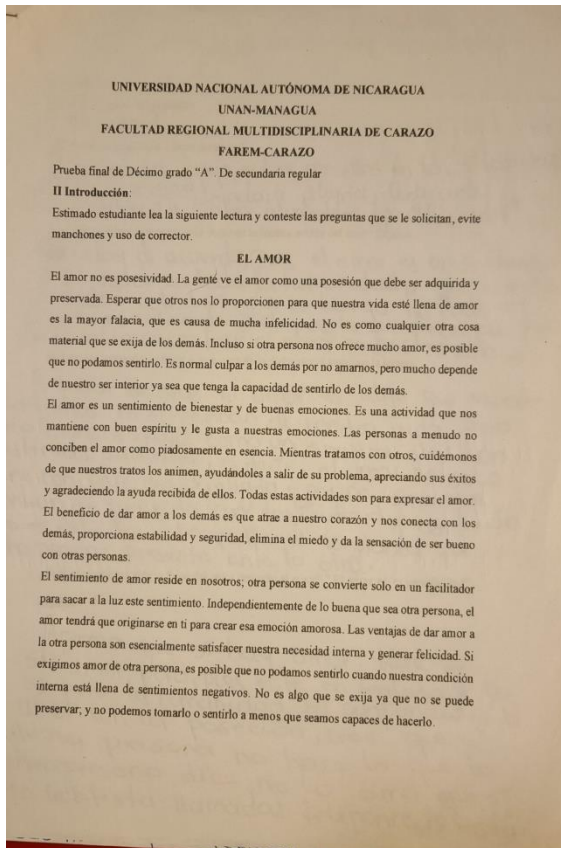 UNIVERSIDAD NACIONAL AUTÓNOMA DE NICARAGUA
UNAN-MANAGUA
FACULTAD REGIONAL MULTIDISCIPLINARIA DE CARAZO
FAREM-CARAZO
Prueba final de Décimo grado “A”. De secundaria regular
II Introducción:
Estimado estudiante lea la siguiente lectura y conteste las preguntas que se le solicitan, evite
manchones y uso de corrector.
EL AMOR
El amor no es posesividad. La gente ve el amor como una posesión que debe ser adquirida y
preservada. Esperar que otros nos lo proporcionen para que nuestra vida esté llena de amor
es la mayor falacia, que es causa de mucha infelicidad. No es como cualquier otra cosa
material que se exija de los demás. Incluso si otra persona nos ofrece mucho amor, es posible
que no podamos sentirlo. Es normal culpar a los demás por no amarnos, pero mucho depende
de nuestro ser interior ya sea que tenga la capacidad de sentirlo de los demás.
El amor es un sentimiento de bienestar y de buenas emociones. Es una actividad que nos
mantiene con buen espíritu y le gusta a nuestras emociones. Las personas a menudo no
conciben el amor como piadosamente en esencia. Mientras tratamos con otros, cuidémonos
de que nuestros tratos los animen, ayudándoles a salir de su problema, apreciando sus éxitos
y agradeciendo la ayuda recibida de ellos. Todas estas actividades son para expresar el amor.
El beneficio de dar amor a los demás es que atrae a nuestro corazón y nos conecta con los
demás, proporciona estabilidad y seguridad, elimina el miedo y da la sensación de ser bueno
con otras personas.
El sentimiento de amor reside en nosotros; otra persona se convierte solo en un facilitador
para sacar a la luz este sentimiento. Independientemente de lo buena que sea otra persona, el
amor tendrá que originarse en ti para crear esa emoción amorosa. Las ventajas de dar amor a
la otra persona son esencialmente satisfacer nuestra necesidad interna y generar felicidad. Si
exigimos amor de otra persona, es posible que no podamos sentirlo cuando nuestra condición
interna está llena de sentimientos negativos. No es algo que se exija ya que no se puede
preservar; y no podemos tomarlo o sentirlo a menos que seamos capaces de hacerlo.